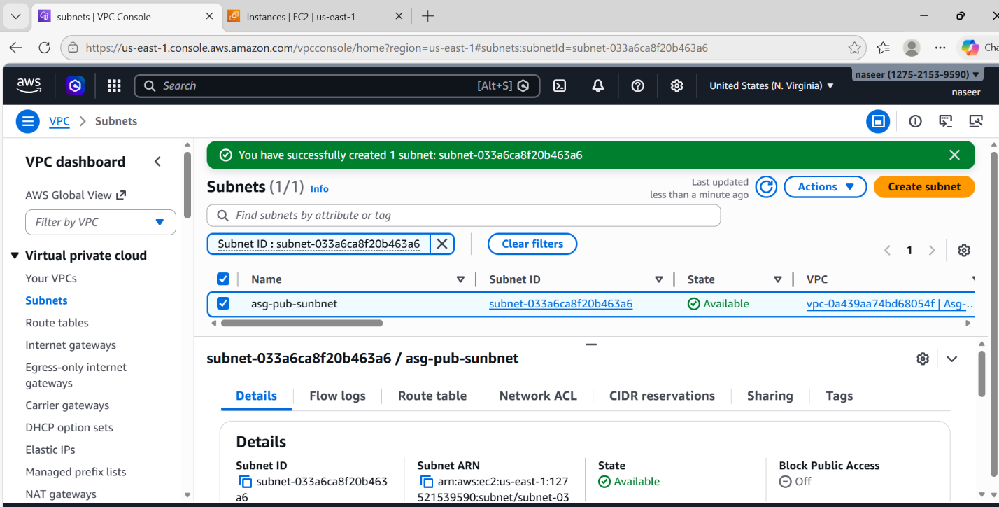 subnets | VPC Console
Instances | EC2 | us-east-1
https://us-east-1.console.aws.amazon.com/vpcconsole/home?region=us-east-1#subnets:subnetId=subnet-033a6ca8f20b463a6
Cha
aws
Search
[Alt+S]
United States (N. Virginia)
naseer (1275-2153-9590)
naseer
VPC
Subnets
VPC dashboard
AWS Global View
Filter by VPC
Virtual private cloud
Your VPCs
Subnets
Route tables
Internet gateways
Egress-only internet
gateways
Carrier gateways
DHCP option sets
Elastic IPs
Managed prefix lists
NAT gateways
You have successfully created 1 subnet: subnet-033a6ca8f20b463a6
Subnets (1/1) Info
Last updated
less than a minute ago
Actions
Create subnet
Find subnets by attribute or tag
Subnet ID : subnet-033a6ca8f20b463a6
Clear filters
1
Name Subnet ID State VPC
asg-pub-sunbnet subnet-033a6ca8f20b463a6 Available vpc-0a439aa74bd68054f | Asg-...
subnet-033a6ca8f20b463a6 / asg-pub-sunbnet
Details Flow logs Route table Network ACL CIDR reservations Sharing Tags
Details
Subnet ID
subnet-033a6ca8f20b463
a6
Subnet ARN
arn:aws:ec2:us-east-1:127
521539590:subnet/subnet-03
State
Available
Block Public Access
Off